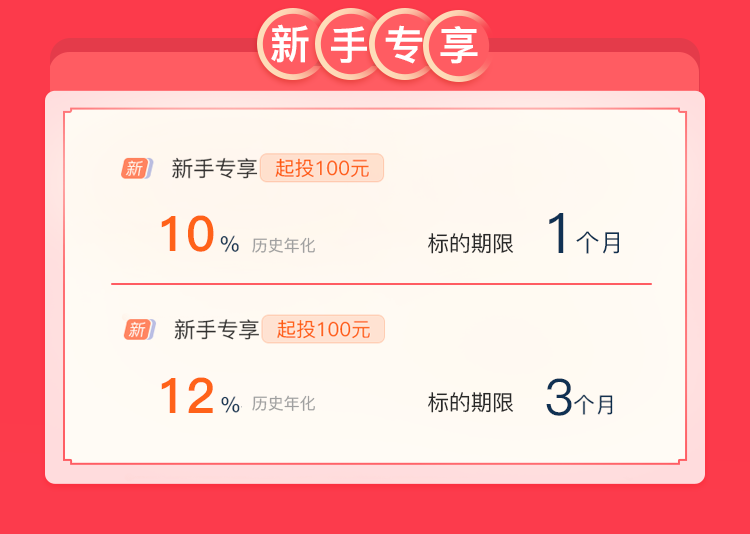 新手专享
新 新手专享 起投100元
10% 历史年化 标的期限 1个月
新 新手专享 起投100元
12% 历史年化 标的期限 3个月